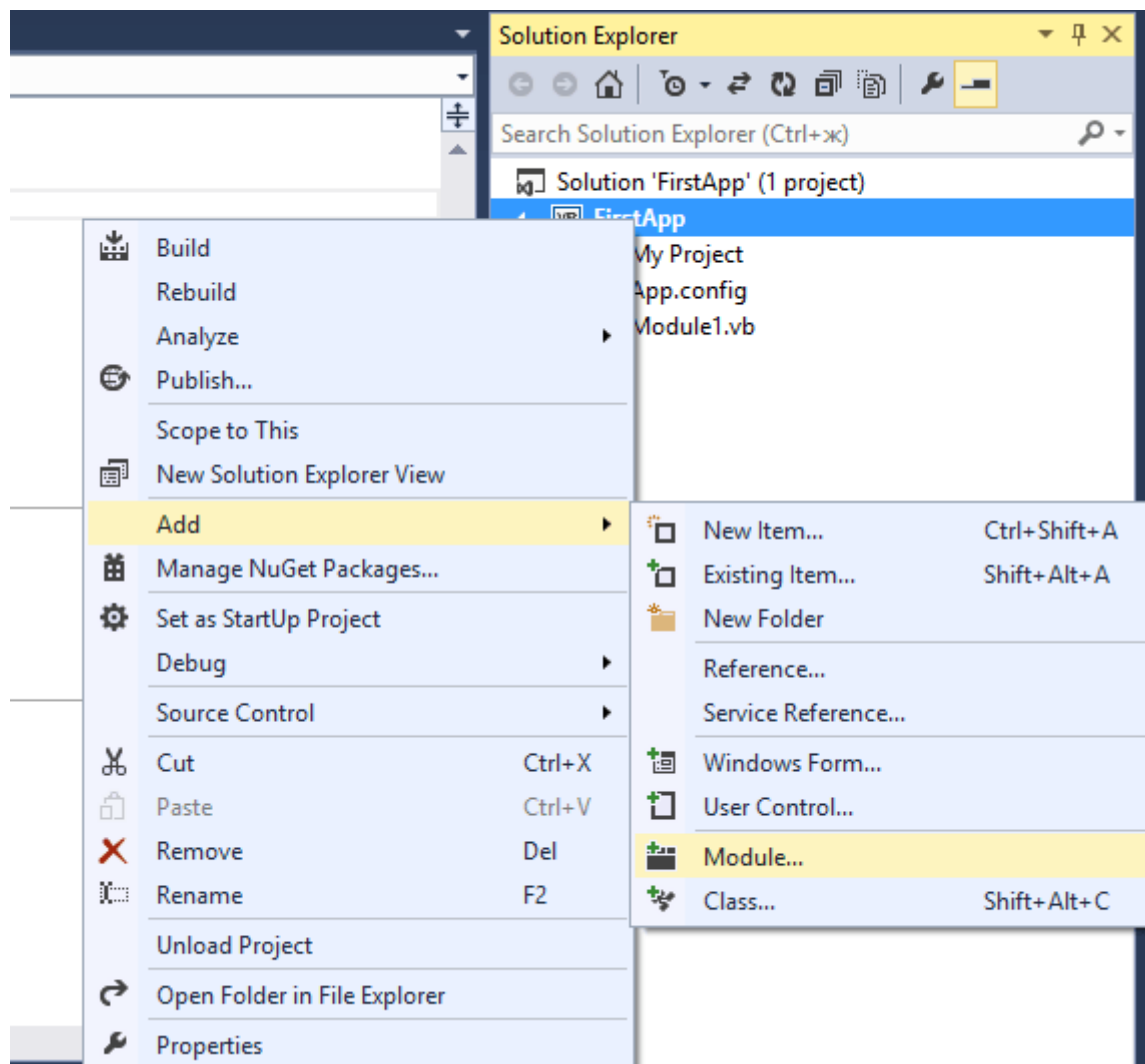 Solution Explorer
Search Solution Explorer (Ctrl+ж)
Solution 'FirstApp' (1 project)
VB FirstApp
My Project
App.config
Module1.vb
Build
Rebuild
Analyze
Publish...
Scope to This
New Solution Explorer View
Add
Manage NuGet Packages...
Set as StartUp Project
Debug
Source Control
Cut Ctrl+X
Paste Ctrl+V
Remove Del
Rename F2
Unload Project
Open Folder in File Explorer
Properties
New Item... Ctrl+Shift+A
Existing Item... Shift+Alt+A
New Folder
Reference...
Service Reference...
Windows Form...
User Control...
Module...
Class... Shift+Alt+C